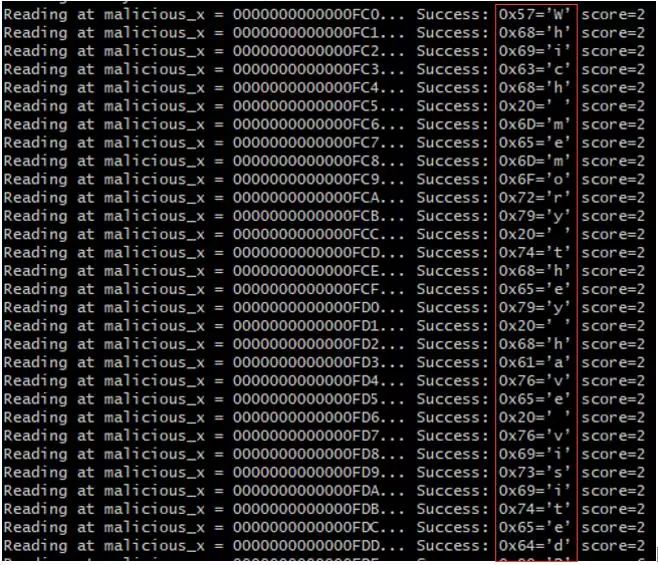 Reading at malicious_x = 0000000000000FC0... Success: 0x57='W' score=2
Reading at malicious_x = 0000000000000FC1... Success: 0x68='h' score=2
Reading at malicious_x = 0000000000000FC2... Success: 0x69='i' score=2
Reading at malicious_x = 0000000000000FC3... Success: 0x63='c' score=2
Reading at malicious_x = 0000000000000FC4... Success: 0x68='h' score=2
Reading at malicious_x = 0000000000000FC5... Success: 0x20=' ' score=2
Reading at malicious_x = 0000000000000FC6... Success: 0x6D='m' score=2
Reading at malicious_x = 0000000000000FC7... Success: 0x65='e' score=2
Reading at malicious_x = 0000000000000FC8... Success: 0x6D='m' score=2
Reading at malicious_x = 0000000000000FC9... Success: 0x6F='o' score=2
Reading at malicious_x = 0000000000000FCA... Success: 0x72='r' score=2
Reading at malicious_x = 0000000000000FCB... Success: 0x79='y' score=2
Reading at malicious_x = 0000000000000FCC... Success: 0x20=' ' score=2
Reading at malicious_x = 0000000000000FCD... Success: 0x74='t' score=2
Reading at malicious_x = 0000000000000FCE... Success: 0x68='h' score=2
Reading at malicious_x = 0000000000000FCF... Success: 0x65='e' score=2
Reading at malicious_x = 0000000000000FD0... Success: 0x79='y' score=2
Reading at malicious_x = 0000000000000FD1... Success: 0x20=' ' score=2
Reading at malicious_x = 0000000000000FD2... Success: 0x68='h' score=2
Reading at malicious_x = 0000000000000FD3... Success: 0x61='a' score=2
Reading at malicious_x = 0000000000000FD4... Success: 0x76='v' score=2
Reading at malicious_x = 0000000000000FD5... Success: 0x65='e' score=2
Reading at malicious_x = 0000000000000FD6... Success: 0x20=' ' score=2
Reading at malicious_x = 0000000000000FD7... Success: 0x76='v' score=2
Reading at malicious_x = 0000000000000FD8... Success: 0x69='i' score=2
Reading at malicious_x = 0000000000000FD9... Success: 0x73='s' score=2
Reading at malicious_x = 0000000000000FDA... Success: 0x69='i' score=2
Reading at malicious_x = 0000000000000FDB... Success: 0x74='t' score=2
Reading at malicious_x = 0000000000000FDC... Success: 0x65='e' score=2
Reading at malicious_x = 0000000000000FDD... Success: 0x64='d' score=2